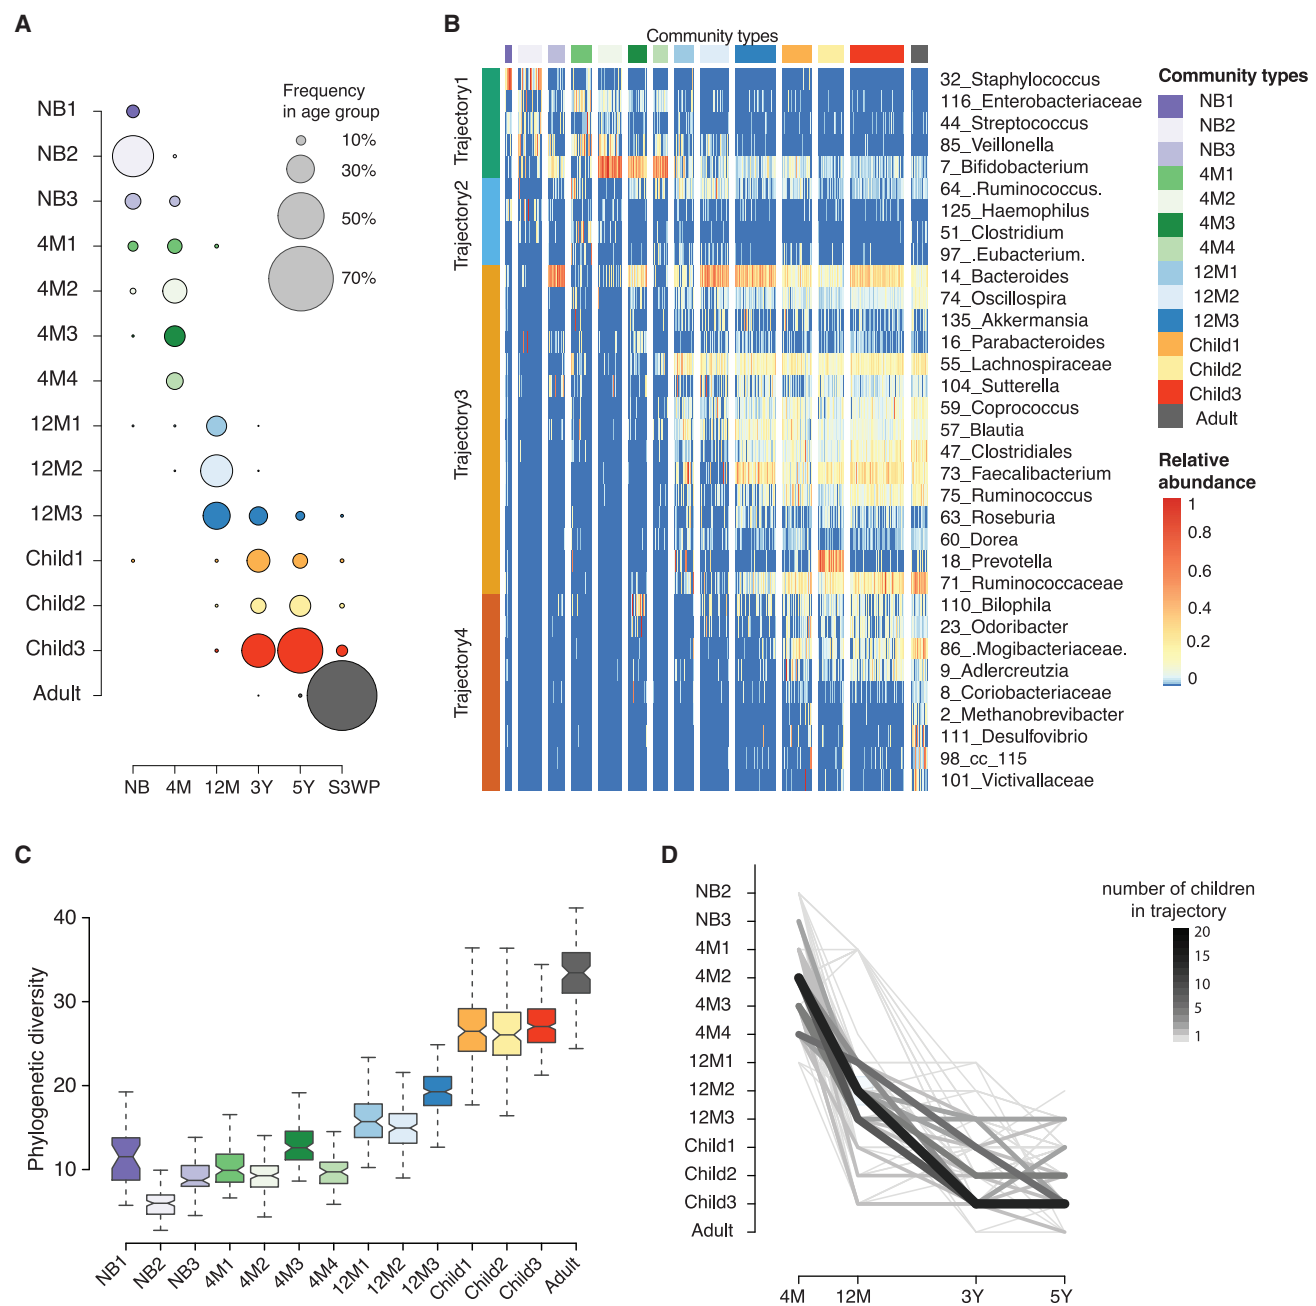 A
Frequency
in age group
10%
30%
50%
70%
NB1
NB2
NB3
4M1
4M2
4M3
4M4
12M1
12M2
12M3
Child1
Child2
Child3
Adult
NB 4M 12M 3Y 5Y S3WP
B
Community types
Trajectory1
Trajectory2
Trajectory3
Trajectory4
32_Staphylococcus
116_Enterobacteriaceae
44_Streptococcus
85_Veillonella
7_Bifidobacterium
64_.Ruminococcus.
125_Haemophilus
51_Clostridium
97_.Eubacterium.
14_Bacteroides
74_Oscillospira
135_Akkermansia
16_Parabacteroides
55_Lachnospiraceae
104_Sutterella
59_Coprococcus
57_Blautia
47_Clostridiales
73_Faecalibacterium
75_Ruminococcus
63_Roseburia
60_Dorea
18_Prevotella
71_Ruminococcaceae
110_Bilophila
23_Odoribacter
86_.Mogibacteriaceae.
9_Adlercreutzia
8_Coriobacteriaceae
2_Methanobrevibacter
111_Desulfovibrio
98_cc_115
101_Victivallaceae
Community types
NB1
NB2
NB3
4M1
4M2
4M3
4M4
12M1
12M2
12M3
Child1
Child2
Child3
Adult
Relative
abundance
1
0.8
0.6
0.4
0.2
0
C
Phylogenetic diversity
40
30
20
10
NB1 NB2 NB3 4M1 4M2 4M3 4M4 12M1 12M2 12M3 Child1 Child2 Child3 Adult
D
NB2
NB3
4M1
4M2
4M3
4M4
12M1
12M2
12M3
Child1
Child2
Child3
Adult
4M 12M 3Y 5Y
number of children
in trajectory
20
15
10
5
1